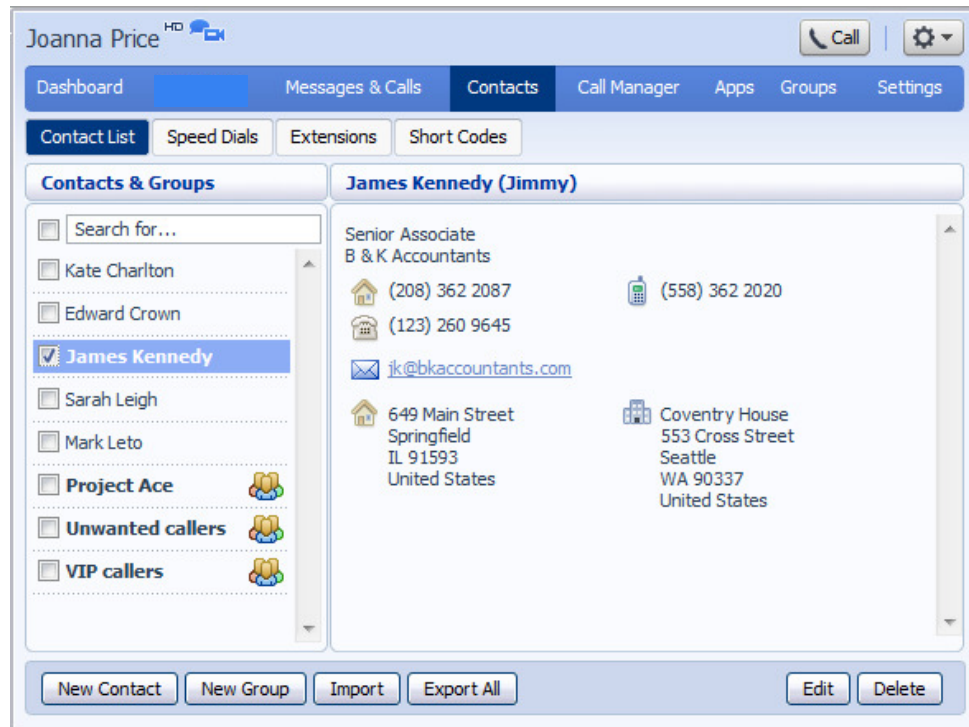 Joanna Price HD
Call
Dashboard Messages & Calls Contacts Call Manager Apps Groups Settings
Contact List Speed Dials Extensions Short Codes
Contacts & Groups
Search for...
Kate Charlton
Edward Crown
James Kennedy
Sarah Leigh
Mark Leto
Project Ace
Unwanted callers
VIP callers
James Kennedy (Jimmy)
Senior Associate
B & K Accountants
(208) 362 2087
(558) 362 2020
(123) 260 9645
jk@bkaccountants.com
649 Main Street
Springfield
IL 91593
United States
Coventry House
553 Cross Street
Seattle
WA 90337
United States
New Contact New Group Import Export All Edit Delete